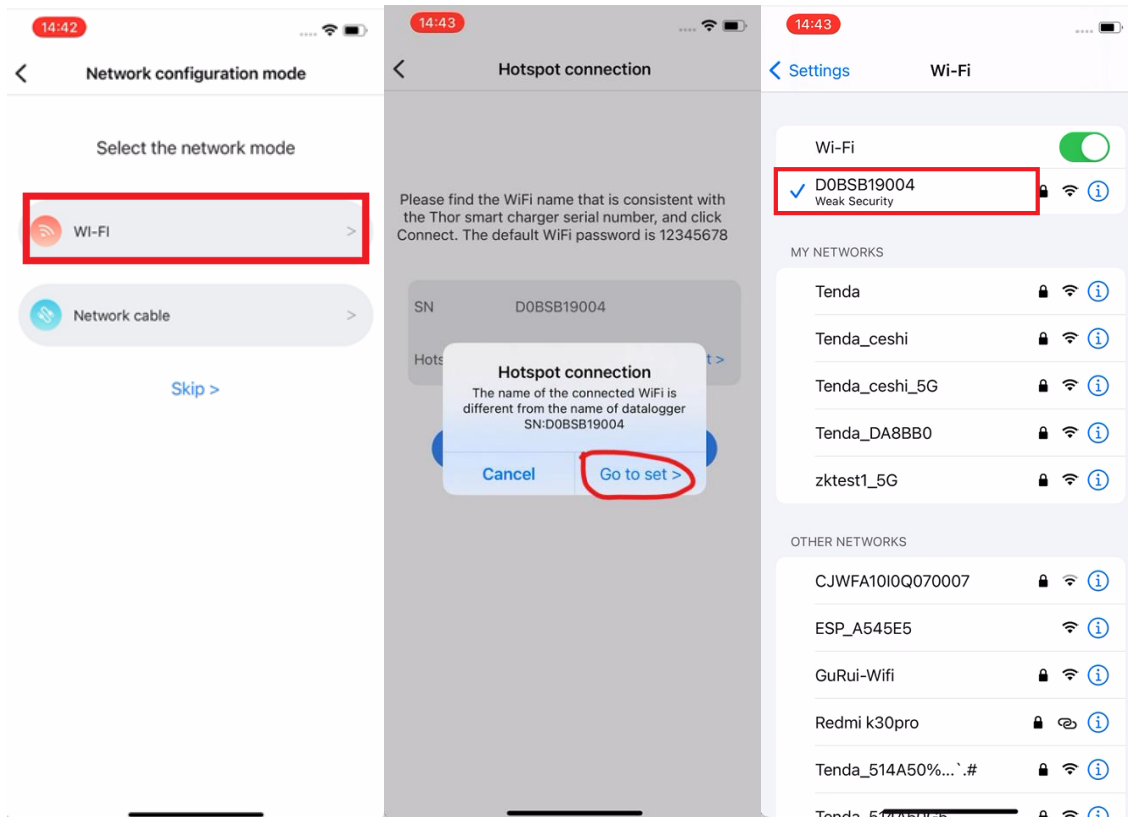 14:42
Network configuration mode
Select the network mode
WI-FI
>
Network cable
>
Skip >
14:43
Hotspot connection
Please find the WiFi name that is consistent with
the Thor smart charger serial number, and click
Connect. The default WiFi password is 12345678
SN D0BSB19004
Hots t >
Hotspot connection
The name of the connected WiFi is
different from the name of datalogger
SN:D0BSB19004
Cancel Go to set >
14:43
Settings Wi-Fi
Wi-Fi
D0BSB19004
Weak Security
MY NETWORKS
Tenda
Tenda_ceshi
Tenda_ceshi_5G
Tenda_DA8BB0
zktest1_5G
OTHER NETWORKS
CJWFA10I0Q070007
ESP_A545E5
GuRui-Wifi
Redmi k30pro
Tenda_514A50%...`.#